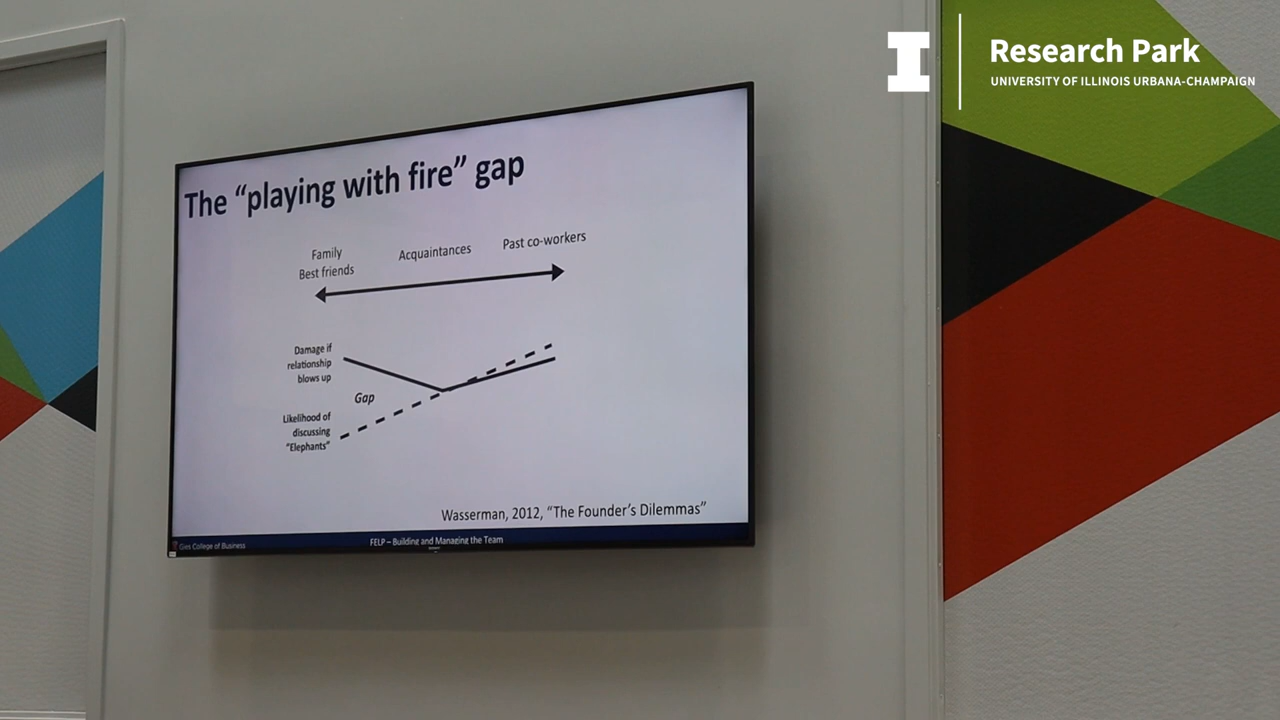 Research Park
UNIVERSITY OF ILLINOIS URBANA-CHAMPAIGN
The “playing with fire” gap
Family
Best friends
Acquaintances
Past co-workers
Damage if
relationship
blows up
Gap
Likelihood of
discussing
“Elephants”
Wasserman, 2012, “The Founder’s Dilemmas”
Gies College of Business
FELP – Building and Managing the Team